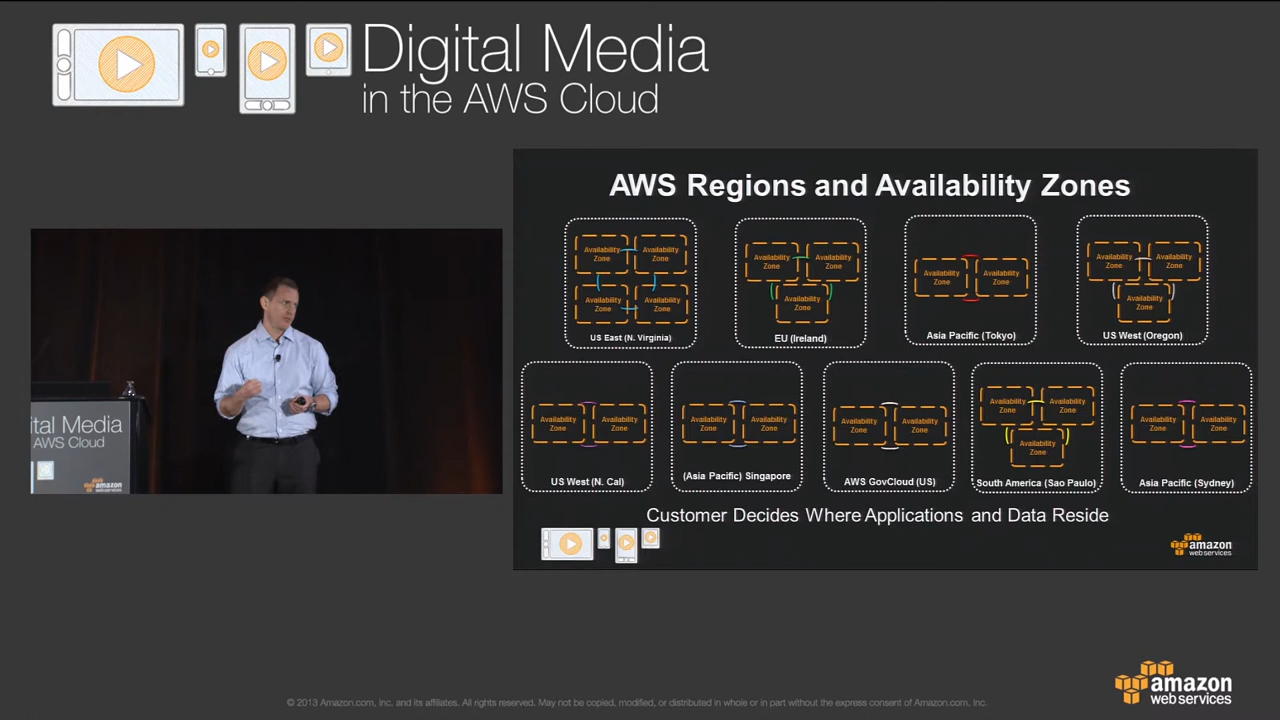 Digital Media
in the AWS Cloud
AWS Regions and Availability Zones
Availability
Zone
Availability
Zone
Availability
Zone
Availability
Zone
US East (N. Virginia)
Availability
Zone
Availability
Zone
Availability
Zone
EU (Ireland)
Availability
Zone
Availability
Zone
Asia Pacific (Tokyo)
Availability
Zone
Availability
Zone
Availability
Zone
US West (Oregon)
Availability
Zone
Availability
Zone
US West (N. Cal)
Availability
Zone
Availability
Zone
(Asia Pacific) Singapore
Availability
Zone
Availability
Zone
AWS GovCloud (US)
Availability
Zone
Availability
Zone
Availability
Zone
South America (Sao Paulo)
Availability
Zone
Availability
Zone
Asia Pacific (Sydney)
Customer Decides Where Applications and Data Reside
amazon
web services
ital Media
AWS Cloud
amazon
amazon
web services
© 2013 Amazon.com, Inc. and its affiliates. All rights reserved. May not be copied, modified, or distributed in whole or in part without the express consent of Amazon.com, Inc.